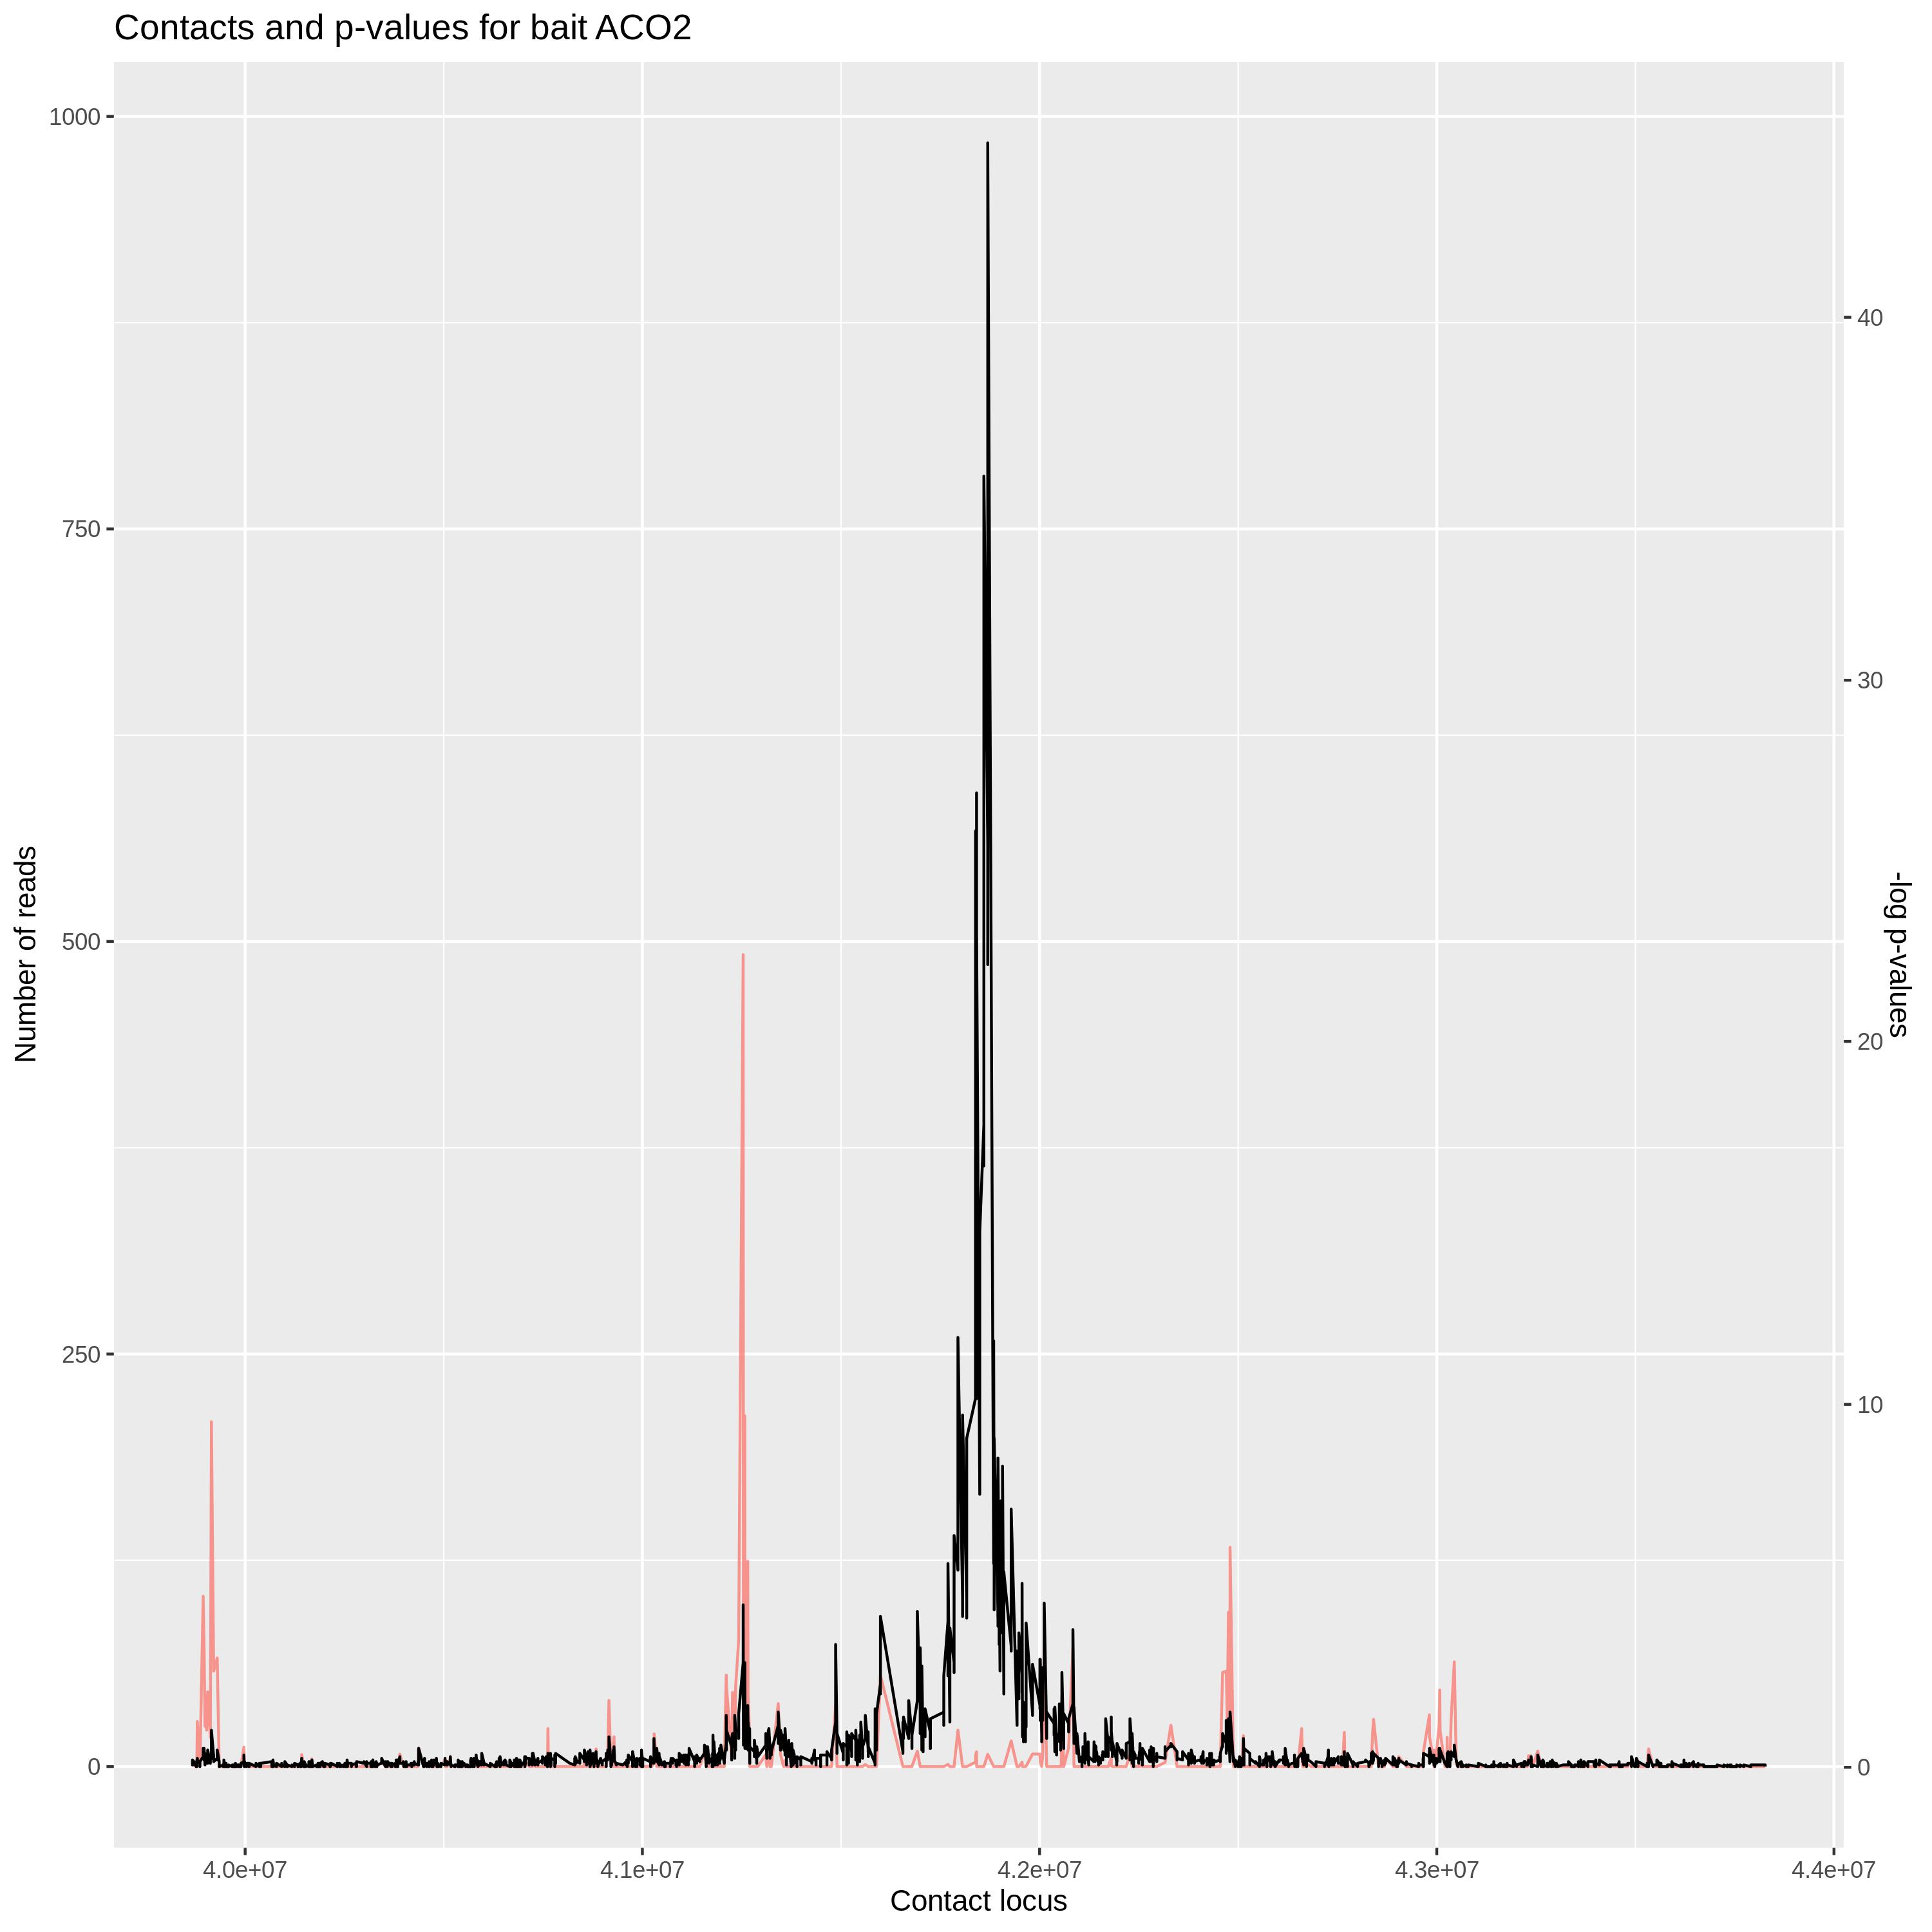 Contacts and p-values for bait ACO2
1000
750
500
250
0
Number of reads
40
30
20
10
0
-log p-values
4.0e+07 4.1e+07 4.2e+07 4.3e+07 4.4e+07
Contact locus